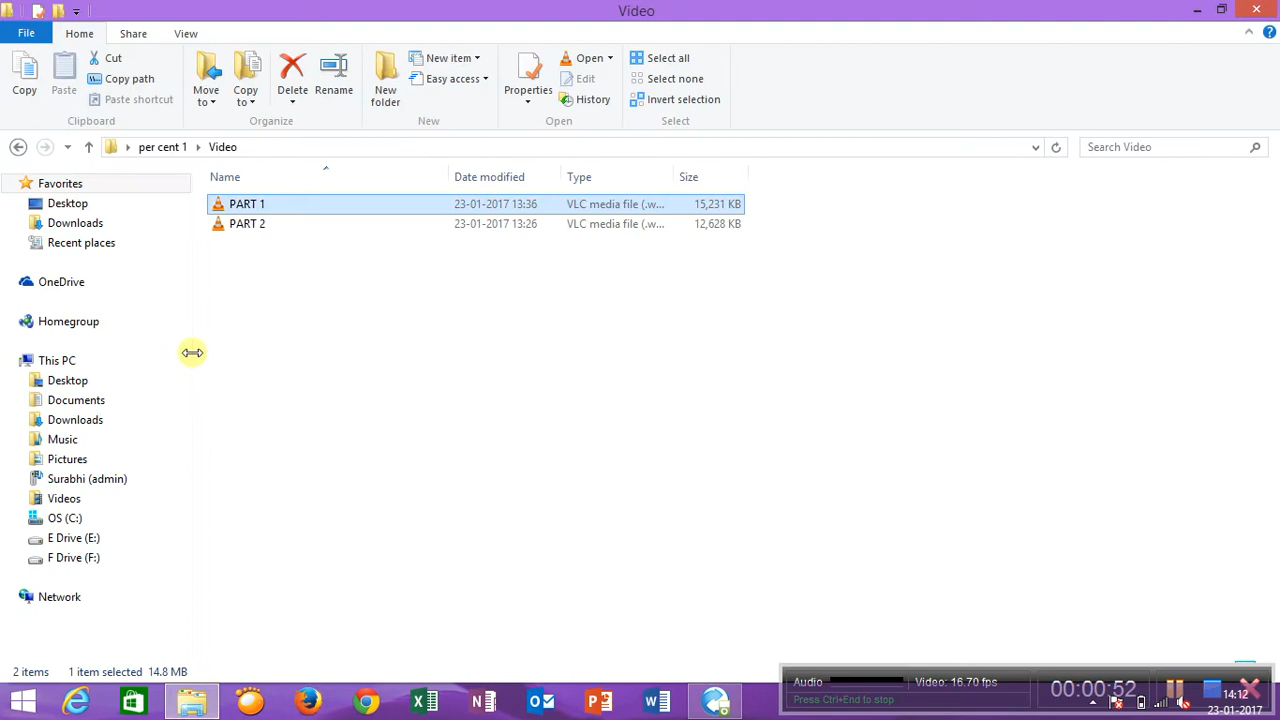 Video
File Home Share View
Copy Paste Cut Copy path Paste shortcut Move to Copy to Delete Rename New folder New item Easy access Properties Open Edit History Select all Select none Invert selection
Clipboard Organize New Open Select
per cent 1 Video Search Video
Name Date modified Type Size
PART 1 23-01-2017 13:36 VLC media file (.w... 15,231 KB
PART 2 23-01-2017 13:26 VLC media file (.w... 12,628 KB
Favorites
Desktop
Downloads
Recent places
OneDrive
Homegroup
This PC
Desktop
Documents
Downloads
Music
Pictures
Surabhi (admin)
Videos
OS (C:)
E Drive (E:)
F Drive (F:)
Network
2 items 1 item selected 14.8 MB
Audio Video: 16.70 fps 00:00:52
Press Ctrl+End to stop
14:12
23-01-2017